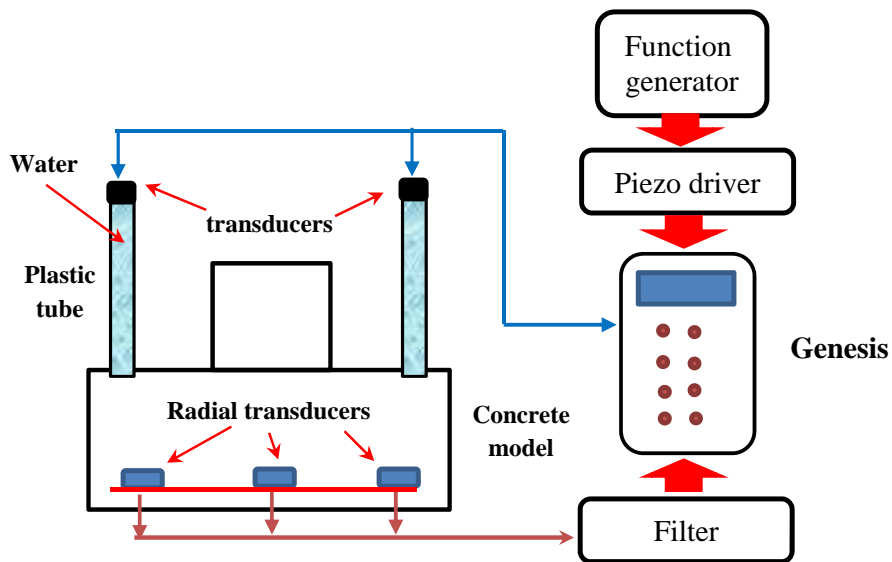 Function
generator
Water
Piezo driver
transducers
Plastic
tube
Genesis
Radial transducers
Concrete
model
Filter